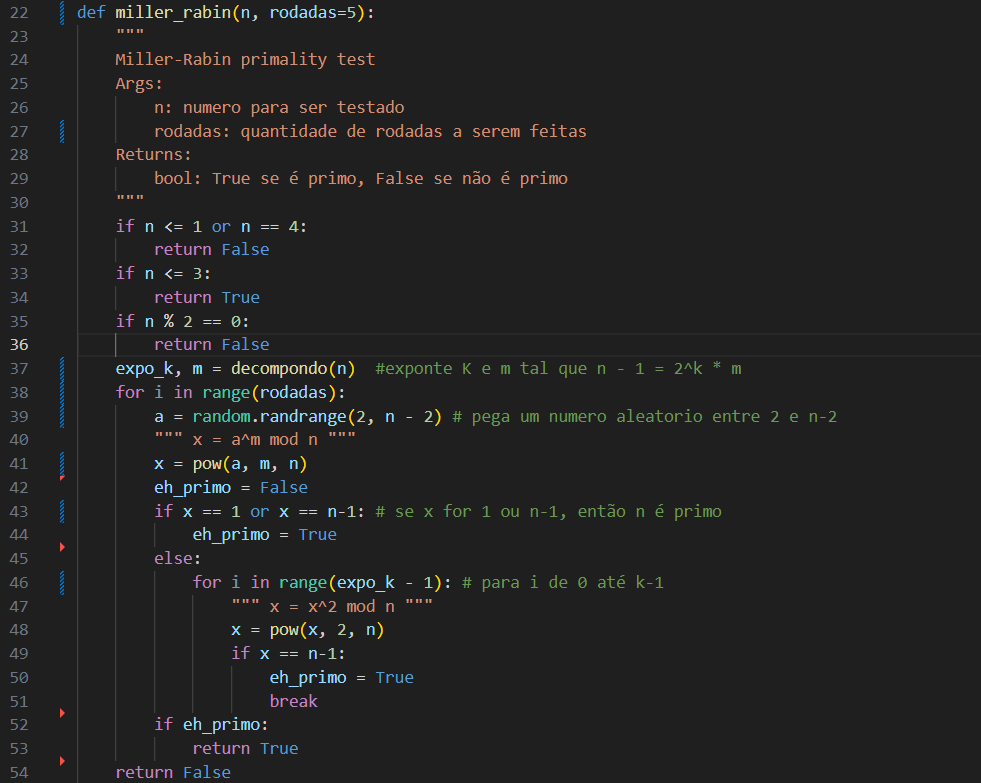 22 def miller_rabin(n, rodadas=5):
23     """
24     Miller-Rabin primality test
25     Args:
26         n: numero para ser testado
27         rodadas: quantidade de rodadas a serem feitas
28     Returns:
29         bool: True se é primo, False se não é primo
30     """
31     if n <= 1 or n == 4:
32         return False
33     if n <= 3:
34         return True
35     if n % 2 == 0:
36         return False
37     expo_k, m = decompondo(n)  #exponte K e m tal que n - 1 = 2^k * m
38     for i in range(rodadas):
39         a = random.randrange(2, n - 2) # pega um numero aleatorio entre 2 e n-2
40         """ x = a^m mod n """
41         x = pow(a, m, n)
42         eh_primo = False
43         if x == 1 or x == n-1: # se x for 1 ou n-1, então n é primo
44             eh_primo = True
45         else:
46             for i in range(expo_k - 1): # para i de 0 até k-1
47                 """ x = x^2 mod n """
48                 x = pow(x, 2, n)
49                 if x == n-1:
50                     eh_primo = True
51                     break
52         if eh_primo:
53             return True
54     return False